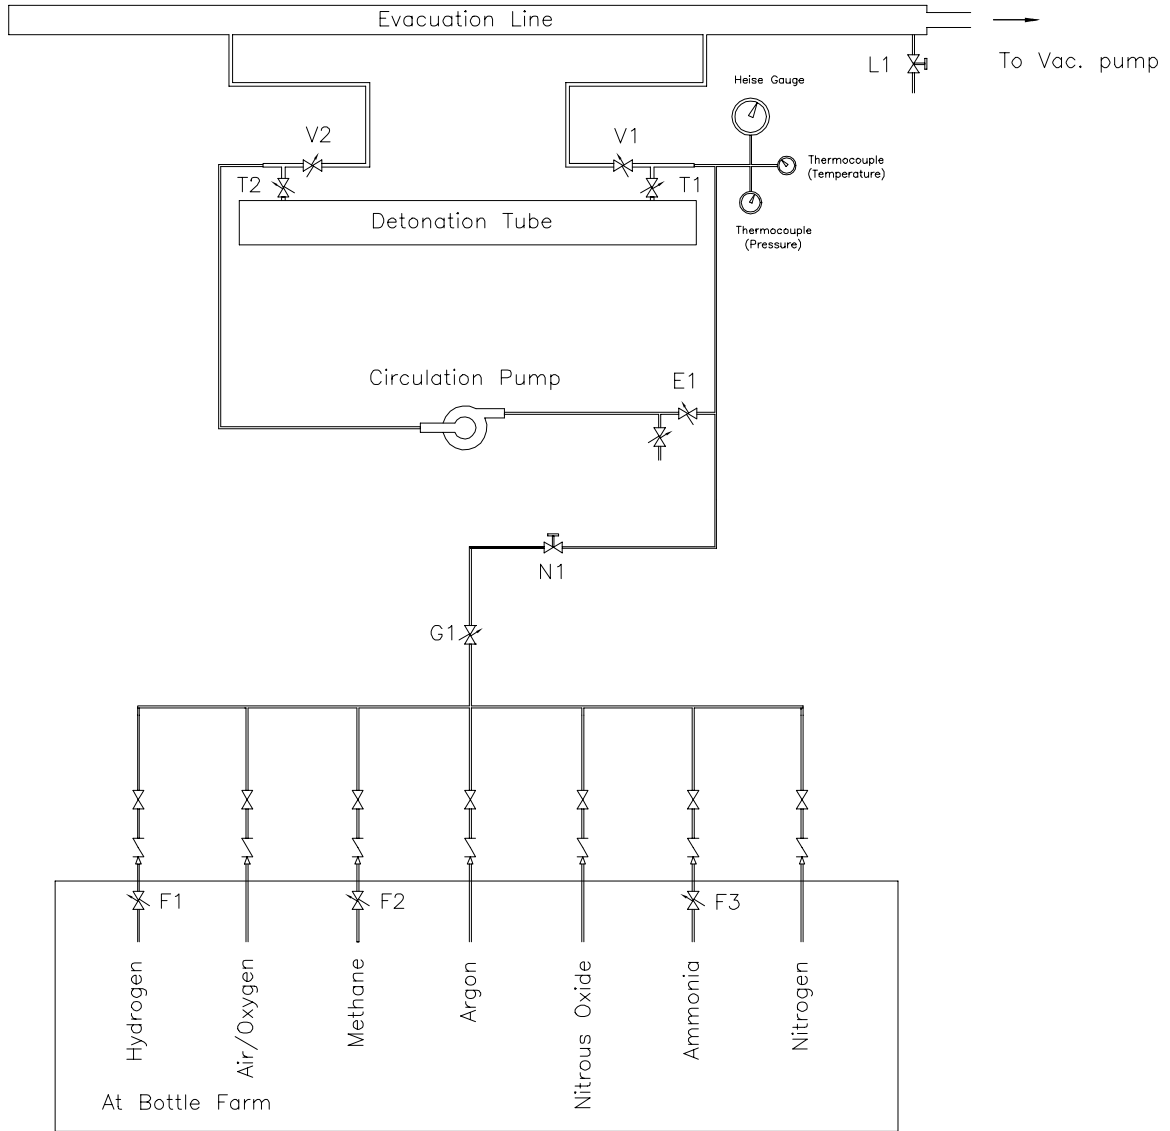 Evacuation Line
To Vac. pump
L1
Heise Gauge
V2
V1
Thermocouple
(Temperature)
T2
T1
Detonation Tube
Thermocouple
(Pressure)
Circulation Pump
E1
N1
G1
F1
F2
F3
Hydrogen
Air/Oxygen
Methane
Argon
Nitrous Oxide
Ammonia
Nitrogen
At Bottle Farm